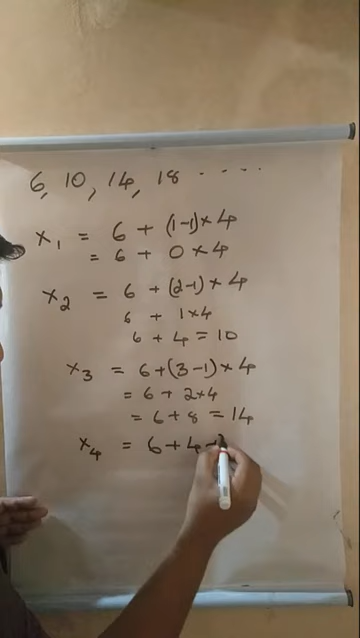 6, 10, 14, 18 .....
x₁ = 6 + (1-1)×4
= 6 + 0 × 4
x₂ = 6 + (2-1) × 4
6 + 1×4
6 + 4 = 10
x₃ = 6+(3-1)×4
= 6 + 2×4
= 6+8 = 14
x₄ = 6+4-